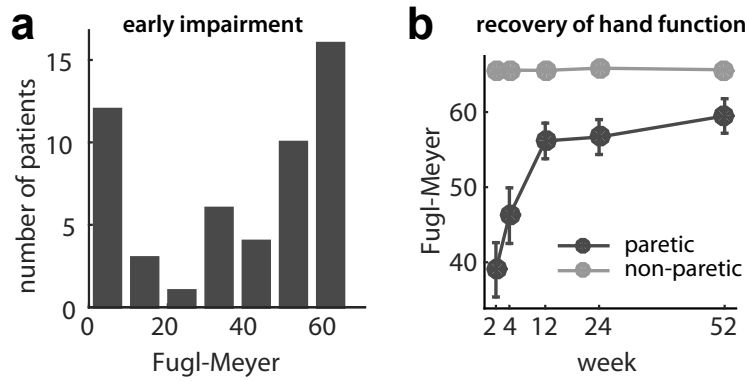 a
early impairment
number of patients
15
10
5
0
0 20 40 60
Fugl-Meyer
b
recovery of hand function
Fugl-Meyer
60
50
40
paretic
non-paretic
2 4 12 24 52
week